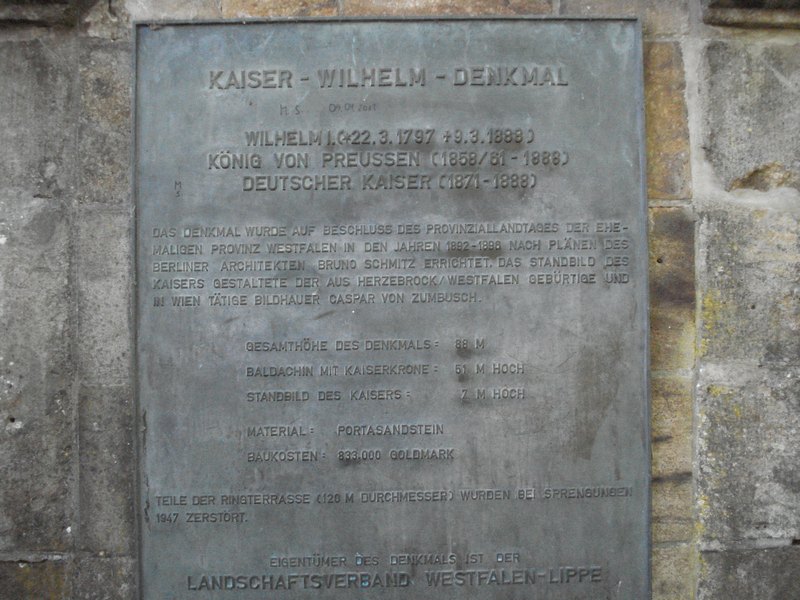 KAISER - WILHELM - DENKMAL
M S 09.09.2011
WILHELM I. (*22.3.1797 +9.3.1888)
KÖNIG VON PREUSSEN (1858/61 - 1888)
DEUTSCHER KAISER (1871 - 1888)
M
S
DAS DENKMAL WURDE AUF BESCHLUSS DES PROVINZIALLANDTAGES DER EHE-
MALIGEN PROVINZ WESTFALEN IN DEN JAHREN 1892-1896 NACH PLÄNEN DES
BERLINER ARCHITEKTEN BRUNO SCHMITZ ERRICHTET. DAS STANDBILD DES
KAISERS GESTALTETE DER AUS HERZEBROCK/WESTFALEN GEBÜRTIGE UND
IN WIEN TÄTIGE BILDHAUER CASPAR VON ZUMBUSCH.
GESAMTHÖHE DES DENKMALS: 88 M
BALDACHIN MIT KAISERKRONE: 51 M HOCH
STANDBILD DES KAISERS: 7 M HOCH
MATERIAL: PORTASANDSTEIN
BAUKOSTEN: 833.000 GOLDMARK
TEILE DER RINGTERRASSE (120 M DURCHMESSER) WURDEN BEI SPRENGUNGEN
1947 ZERSTÖRT.
EIGENTÜMER DES DENKMALS IST DER
LANDSCHAFTSVERBAND WESTFALEN-LIPPE